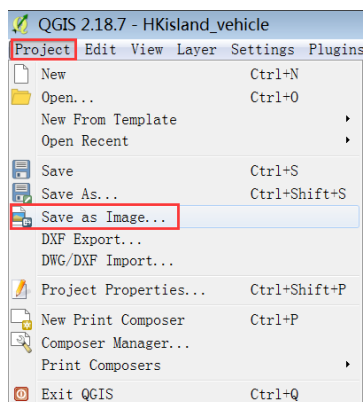 QGIS 2.18.7 - HKisland_vehicle
Project Edit View Layer Settings Plugins
New Ctrl+N
Open... Ctrl+O
New From Template
Open Recent
Save Ctrl+S
Save As... Ctrl+Shift+S
Save as Image...
DXF Export...
DWG/DXF Import...
Project Properties... Ctrl+Shift+P
New Print Composer Ctrl+P
Composer Manager...
Print Composers
Exit QGIS Ctrl+Q